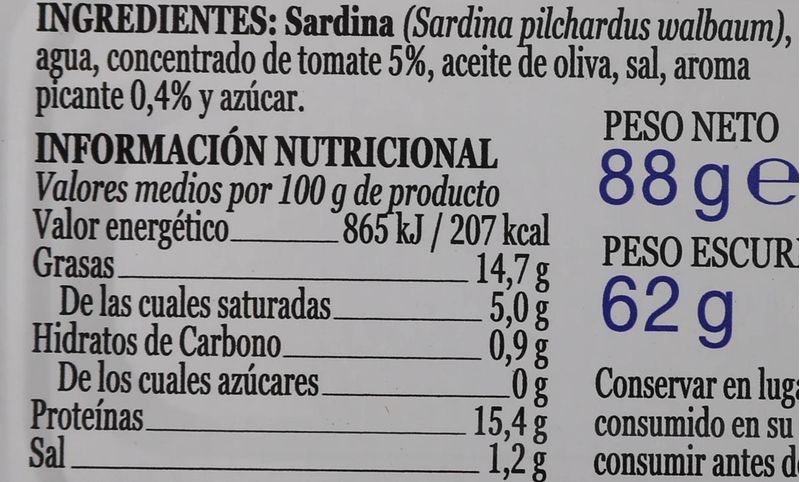 INGREDIENTES: Sardina (Sardina pilchardus walbaum),
agua, concentrado de tomate 5%, aceite de oliva, sal, aroma
picante 0,4% y azúcar.
INFORMACIÓN NUTRICIONAL
Valores medios por 100 g de producto
Valor energético 865 kJ / 207 kcal
Grasas 14,7 g
De las cuales saturadas 5,0 g
Hidratos de Carbono 0,9 g
De los cuales azúcares 0 g
Proteínas 15,4 g
Sal 1,2 g
PESO NETO
88 g e
PESO ESCUR
62 g
Conservar en luga
consumido en su
consumir antes d